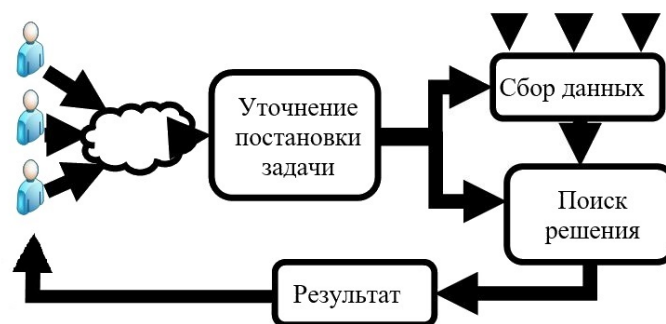 Уточнение
постановки
задачи
Сбор данных
Поиск
решения
Результат